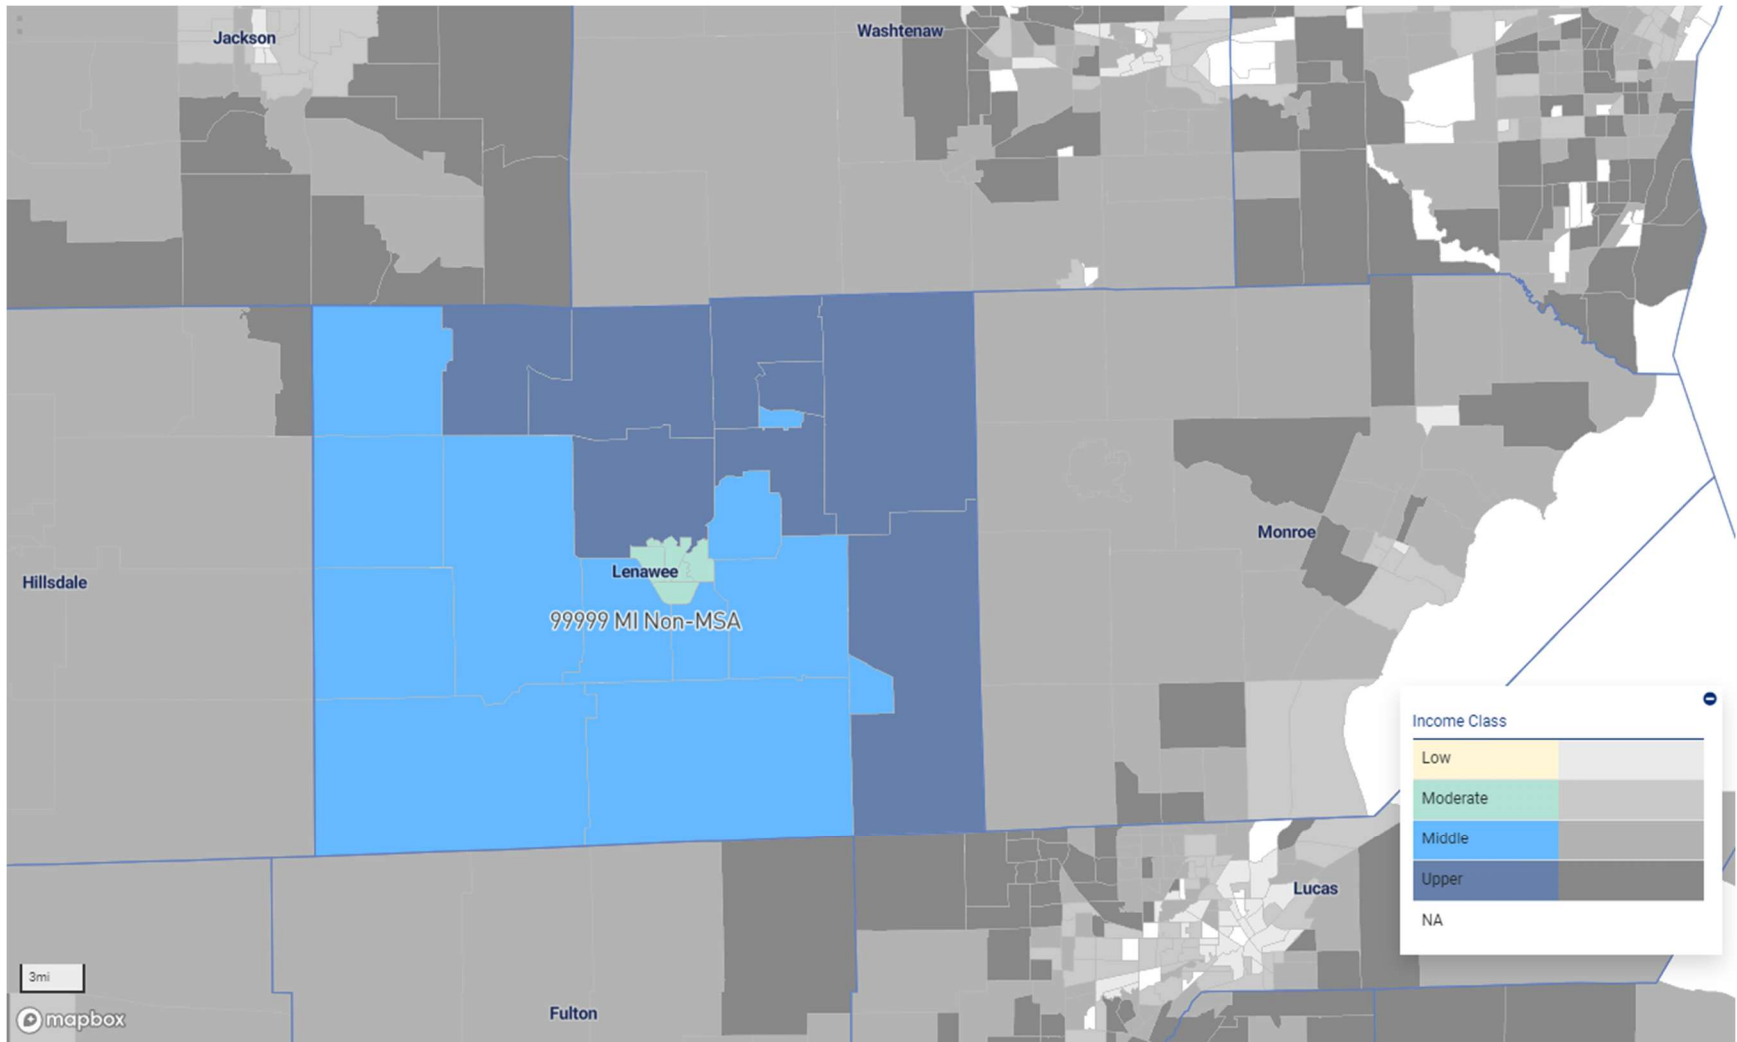 Jackson
Washtenaw
Hillsdale
Lenawee
99999 MI Non-MSA
Monroe
Income Class
Low
Moderate
Middle
Upper
NA
Lucas
3mi
Fulton
mapbox